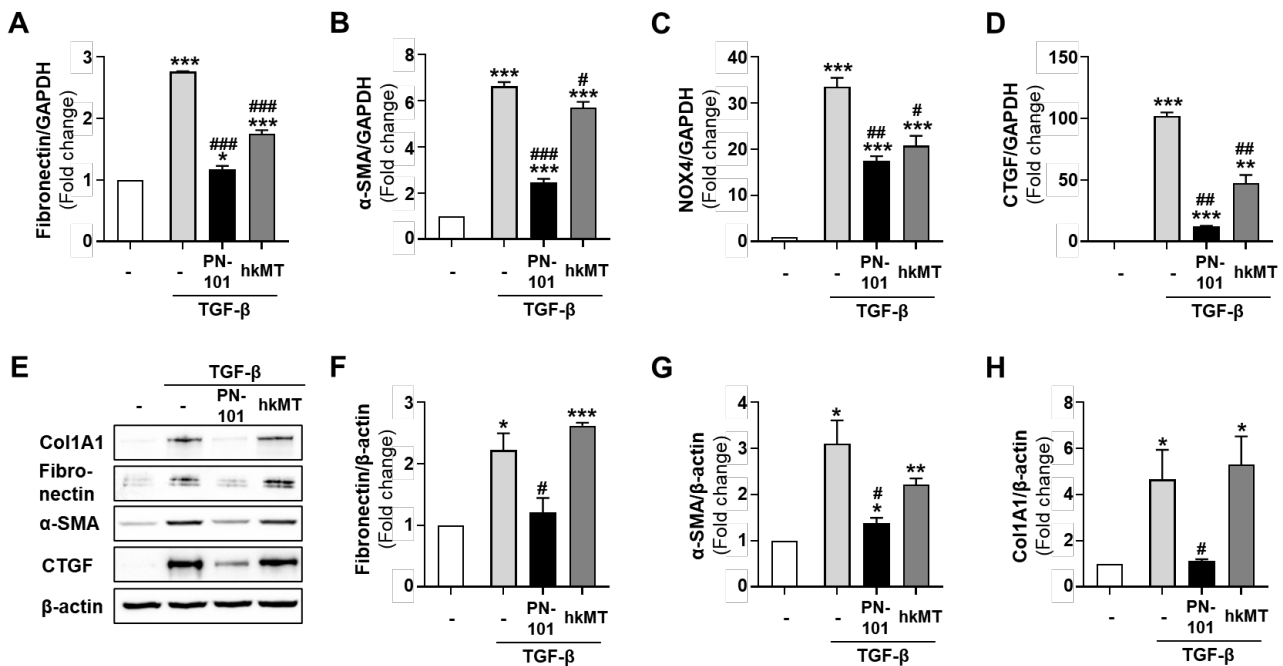 A
Fibronectin/GAPDH
(Fold change)
3
2
1
0
***
###
*
###
***
-
-
PN-
101
hkMT
TGF-β
B
α-SMA/GAPDH
(Fold change)
8
6
4
2
0
***
###
***
#
***
-
-
PN-
101
hkMT
TGF-β
C
NOX4/GAPDH
(Fold change)
40
30
20
10
0
***
##
***
#
***
-
-
PN-
101
hkMT
TGF-β
D
CTGF/GAPDH
(Fold change)
150
100
50
0
***
##
***
##
**
-
-
PN-
101
hkMT
TGF-β
E
TGF-β
-
-
PN-
101
hkMT
Col1A1
Fibro-
nectin
α-SMA
CTGF
β-actin
F
Fibronectin/β-actin
(Fold change)
3
2
1
0
*
#
***
-
-
PN-
101
hkMT
TGF-β
G
α-SMA/β-actin
(Fold change)
4
3
2
1
0
*
#
*
**
-
-
PN-
101
hkMT
TGF-β
H
Col1A1/β-actin
(Fold change)
8
6
4
2
0
*
#
*
-
-
PN-
101
hkMT
TGF-β